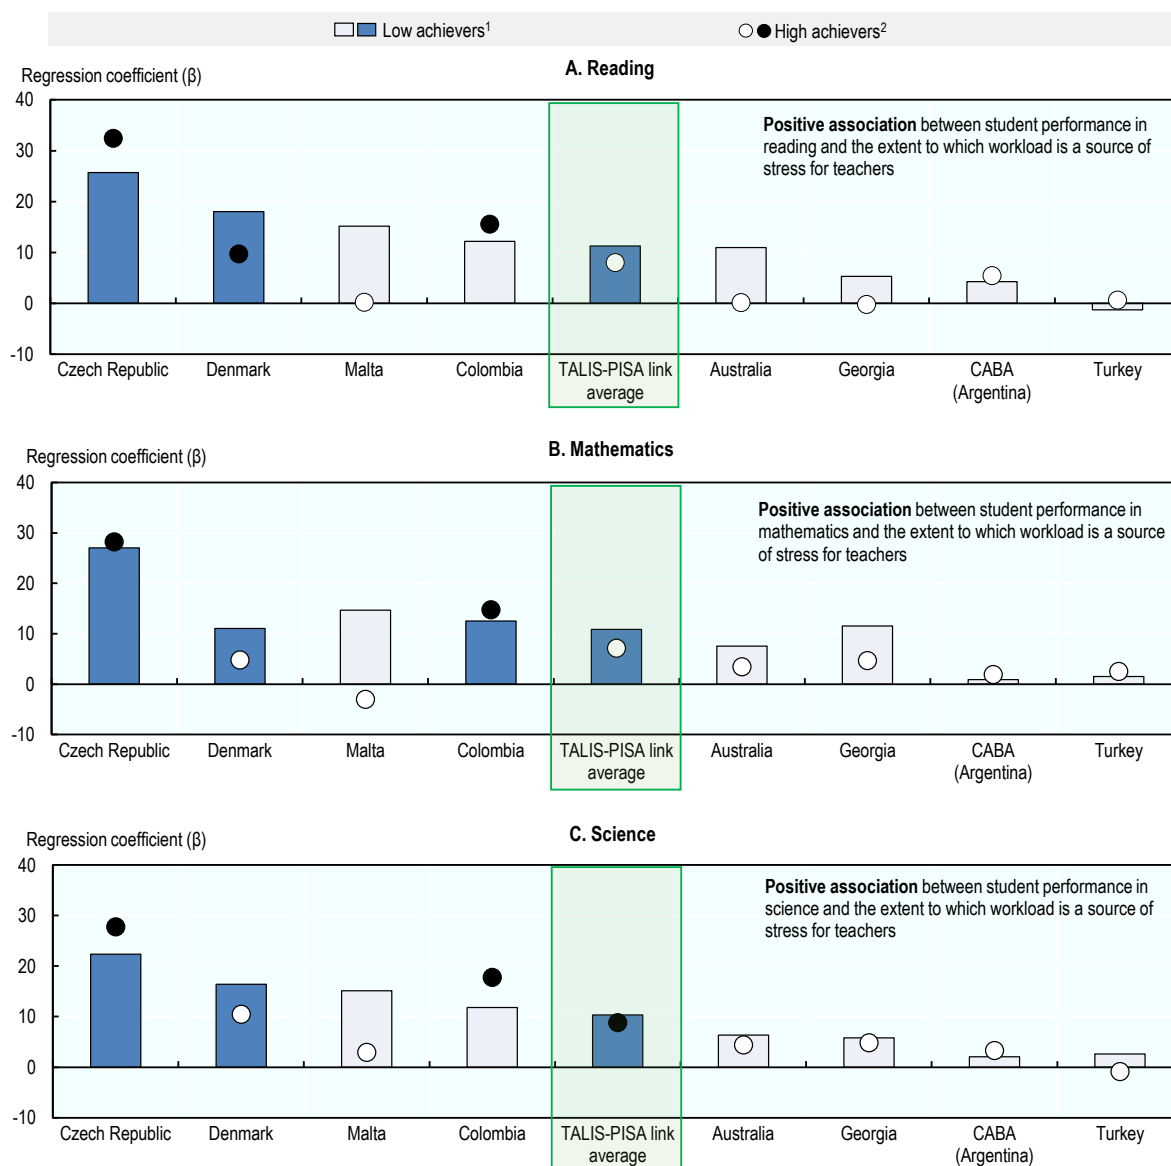 Low achievers¹ High achievers²
A. Reading
Regression coefficient (β)
40
30
20
10
0
-10
Positive association between student performance in
reading and the extent to which workload is a source of
stress for teachers
Czech Republic Denmark Malta Colombia TALIS-PISA link Australia Georgia CABA Turkey
average (Argentina)
B. Mathematics
Regression coefficient (β)
40
30
20
10
0
-10
Positive association between student performance in
mathematics and the extent to which workload is a source
of stress for teachers
Czech Republic Denmark Malta Colombia TALIS-PISA link Australia Georgia CABA Turkey
average (Argentina)
C. Science
Regression coefficient (β)
40
30
20
10
0
-10
Positive association between student performance in
science and the extent to which workload is a source of
stress for teachers
Czech Republic Denmark Malta Colombia TALIS-PISA link Australia Georgia CABA Turkey
average (Argentina)